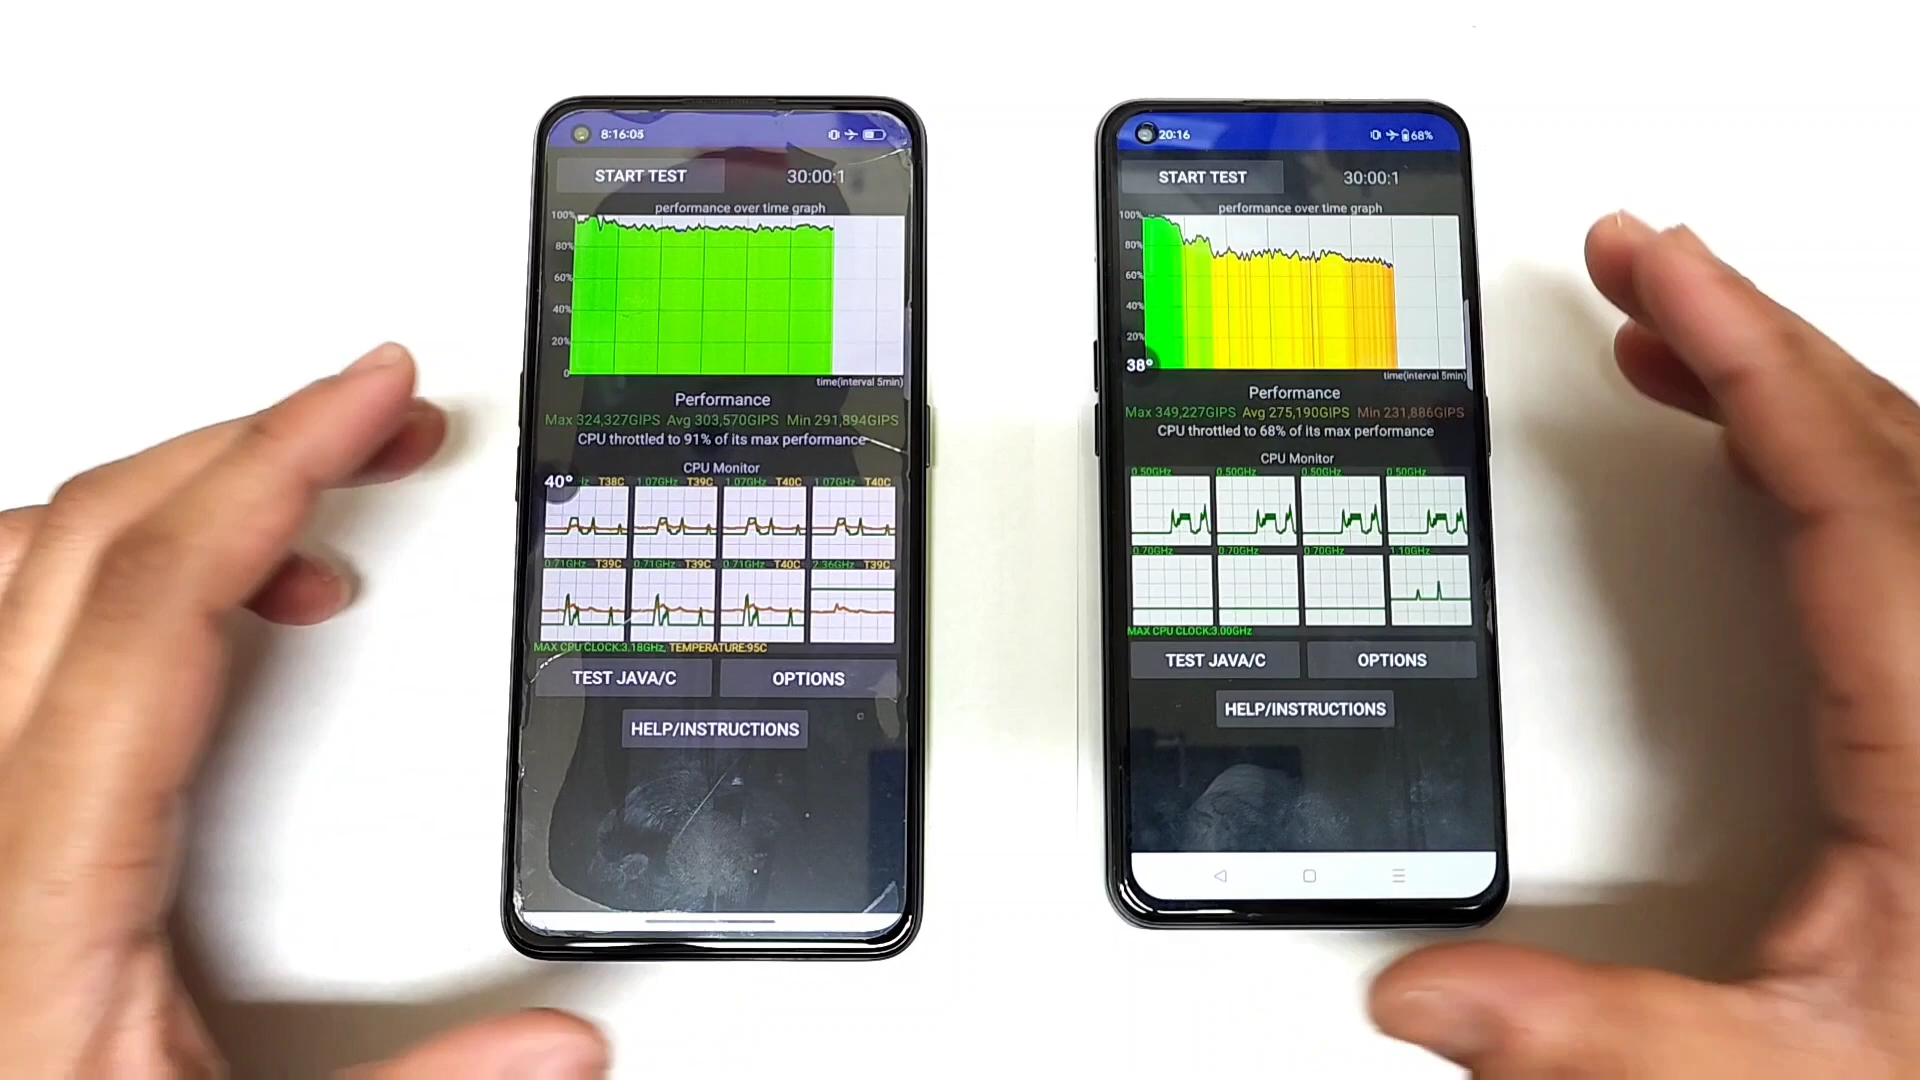 8:16:05
START TEST 30:00:1
performance over time graph
100%
80%
60%
40%
20%
0
time(interval 5min)
Performance
Max 324,327GIPS Avg 303,570GIPS Min 291,894GIPS
CPU throttled to 91% of its max performance
CPU Monitor
40° T38C 1.07GHz T39C 1.07GHz T40C 1.07GHz T40C
0.71GHz T39C 0.71GHz T39C 0.71GHz T40C 2.36GHz T39C
MAX CPU CLOCK:3.18GHz, TEMPERATURE:95C
TEST JAVA/C OPTIONS
HELP/INSTRUCTIONS
20:16 68%
START TEST 30:00:1
performance over time graph
100%
80%
60%
40%
20%
38°
time(interval 5min)
Performance
Max 349,227GIPS Avg 275,190GIPS Min 231,886GIPS
CPU throttled to 68% of its max performance
CPU Monitor
0.50GHz 0.50GHz 0.50GHz 0.50GHz
0.70GHz 0.70GHz 0.70GHz 1.10GHz
MAX CPU CLOCK:3.00GHz
TEST JAVA/C OPTIONS
HELP/INSTRUCTIONS